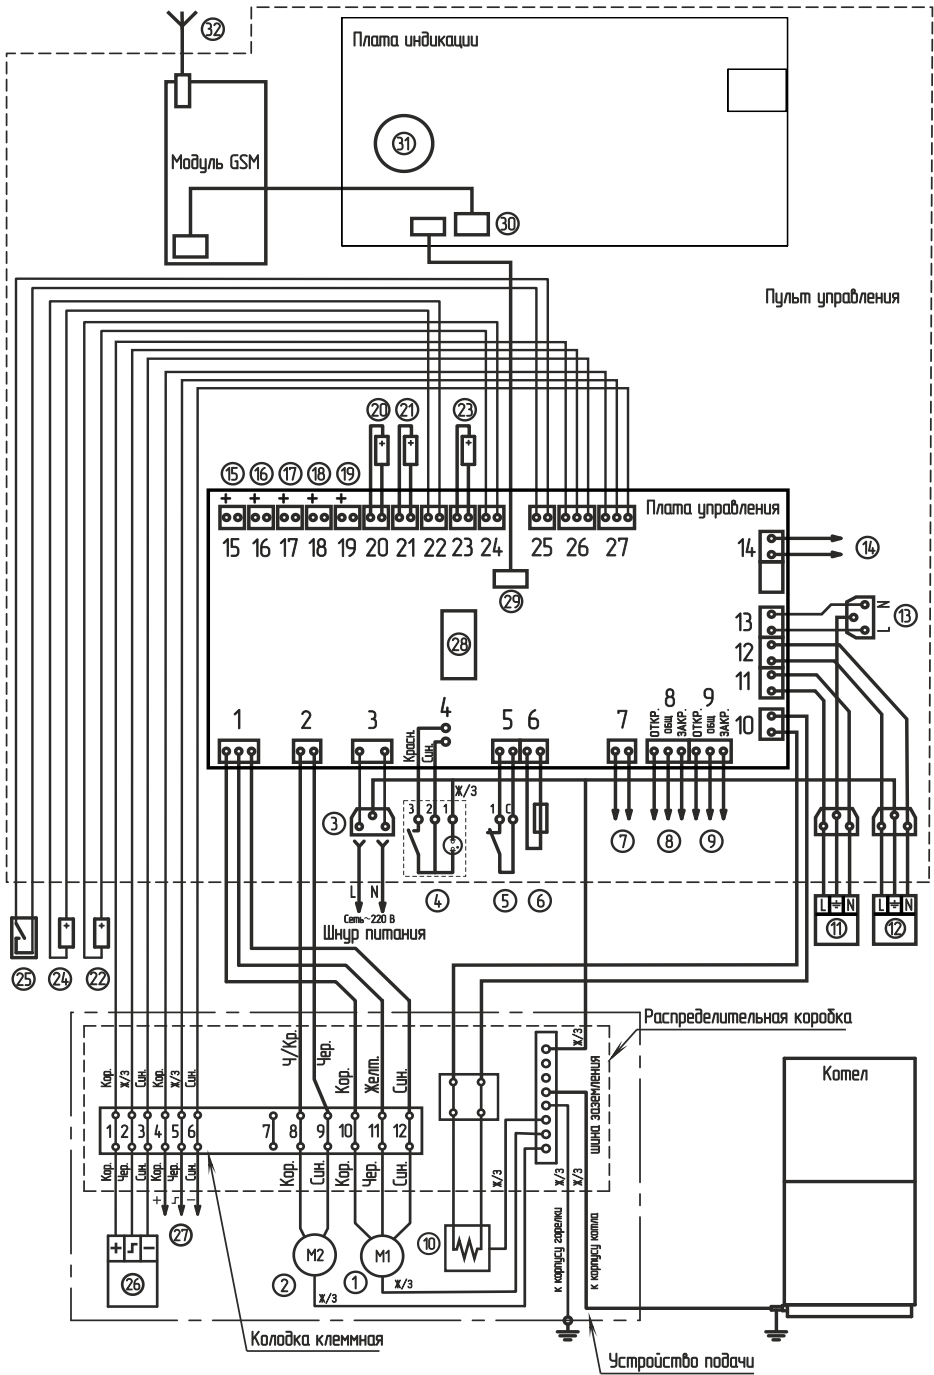 32
Плата индикации
31
Модуль GSM
30
Пульт управления
20 21 23
15 16 17 18 19
+ + + + +
+ + +
Плата управления
15 16 17 18 19 20 21 22 23 24 25 26 27
14 14
29
13 N L 13
28
12
11
1 2 3 4 5 6 7 8 9 10
Красн. Син.
ОТКР. ОБЩ ЗАКР. ОТКР. ОБЩ ЗАКР.
Ж/З
3 2 1 1 С
3
7 8 9
L N
4 5 6
Сеть~220 В
Шнур питания
L N L N
11 12
+ +
25 24 22
Распределительная коробка
Ч/Кр. Чер. Кор. Желт. Син.
Ж/З
Кор. Ж/З Син. Кор. Ж/З Син.
шина заземления
Котел
1 2 3 4 5 6 7 8 9 10 11 12
Кор. Чер. Син. Кор. Чер. Син. Кор. Син. Кор. Чер. Син.
Ж/З Ж/З Ж/З
+ −
27
+ −
26
М2 М1
10
2 1
Ж/З Ж/З
к корпусу горелки
к корпусу котла
Колодка клеммная
Устройство подачи